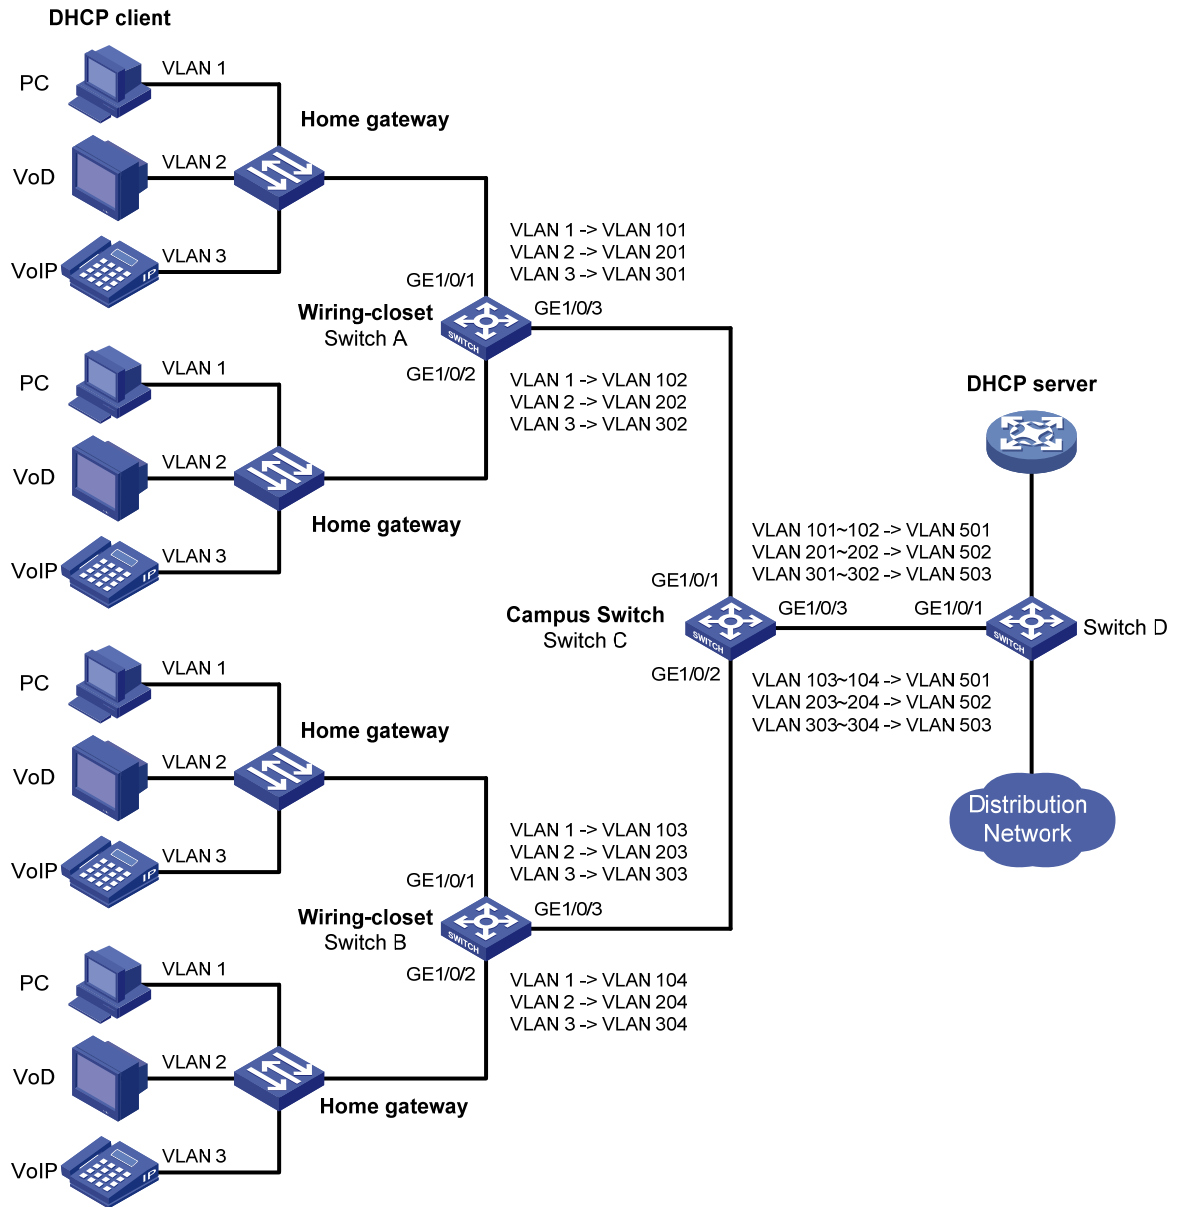 DHCP client
PC
VLAN 1
Home gateway
VoD
VLAN 2
VoIP
VLAN 3
IP
VLAN 1 -> VLAN 101
VLAN 2 -> VLAN 201
VLAN 3 -> VLAN 301
GE1/0/1
Wiring-closet
Switch A
SWITCH
GE1/0/3
GE1/0/2
VLAN 1 -> VLAN 102
VLAN 2 -> VLAN 202
VLAN 3 -> VLAN 302
PC
VLAN 1
VoD
VLAN 2
Home gateway
VoIP
VLAN 3
IP
DHCP server
VLAN 101~102 -> VLAN 501
VLAN 201~202 -> VLAN 502
VLAN 301~302 -> VLAN 503
GE1/0/1
Campus Switch
Switch C
SWITCH
GE1/0/3
GE1/0/1
SWITCH
Switch D
GE1/0/2
VLAN 103~104 -> VLAN 501
VLAN 203~204 -> VLAN 502
VLAN 303~304 -> VLAN 503
Distribution
Network
PC
VLAN 1
Home gateway
VoD
VLAN 2
VoIP
VLAN 3
IP
VLAN 1 -> VLAN 103
VLAN 2 -> VLAN 203
VLAN 3 -> VLAN 303
GE1/0/1
Wiring-closet
Switch B
SWITCH
GE1/0/3
GE1/0/2
VLAN 1 -> VLAN 104
VLAN 2 -> VLAN 204
VLAN 3 -> VLAN 304
PC
VLAN 1
VoD
VLAN 2
Home gateway
VoIP
VLAN 3
IP